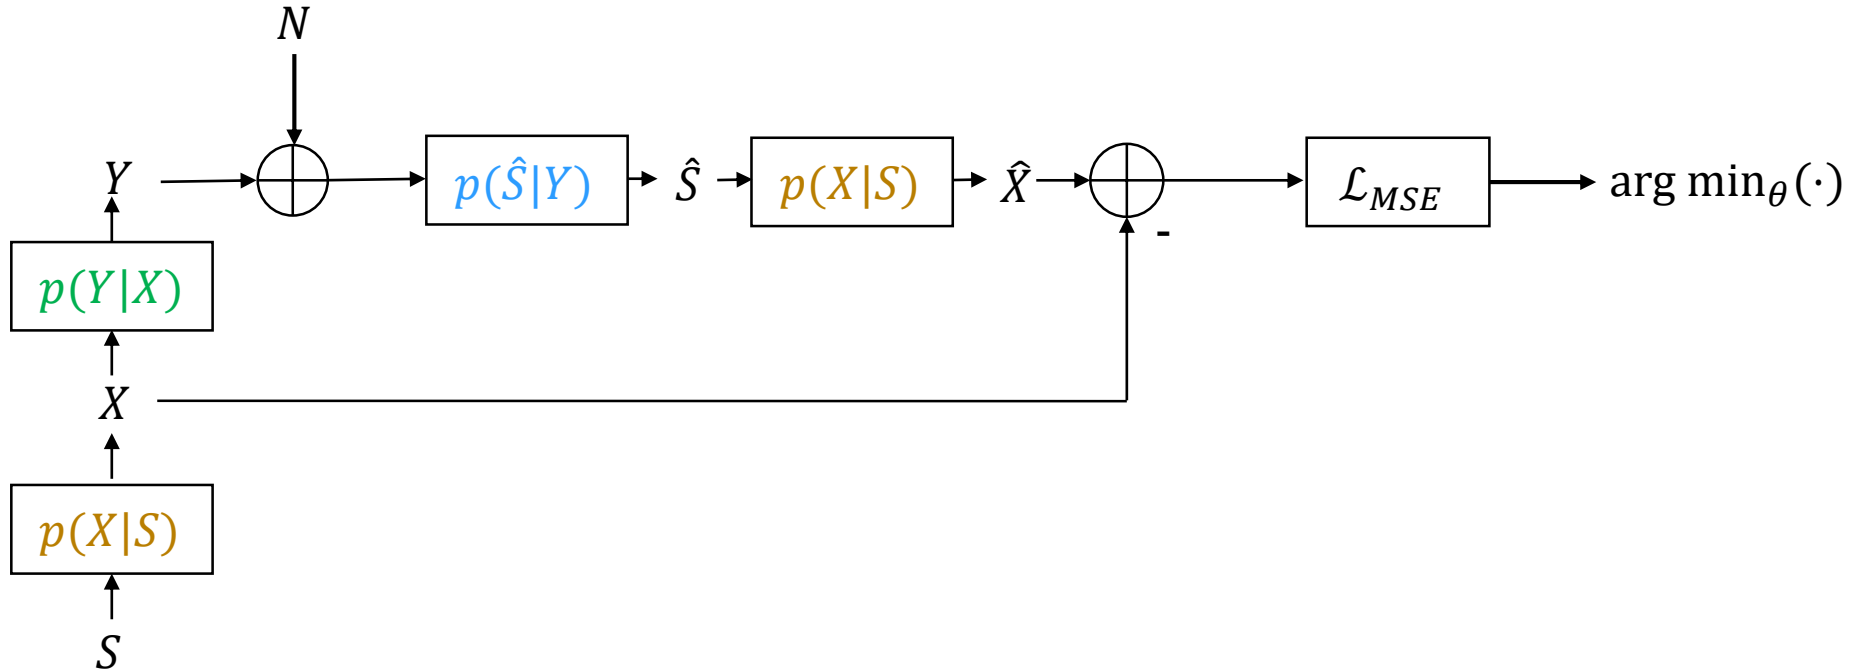 N
Y
p(Ŝ|Y)
Ŝ
p(X|S)
X̂
-
ℒ_MSE
arg min_θ(·)
p(Y|X)
X
p(X|S)
S